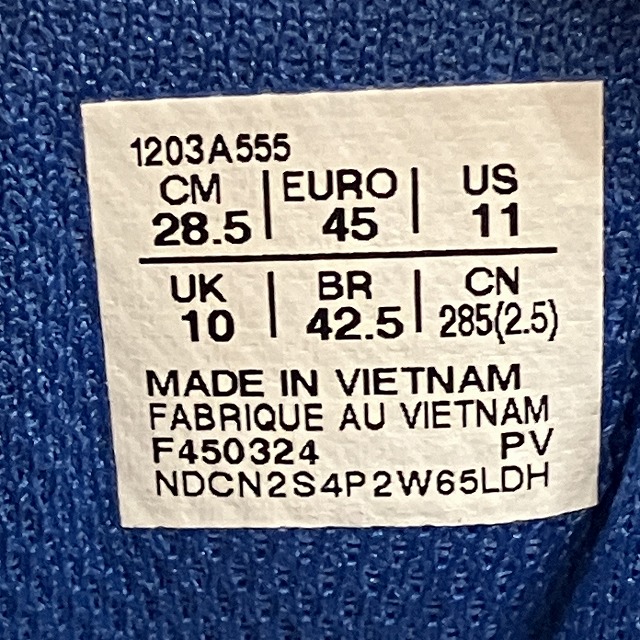 1203A555
CM | EURO | US
28.5 | 45 | 11
UK | BR | CN
10 | 42.5 | 285(2.5)
MADE IN VIETNAM
FABRIQUE AU VIETNAM
F450324 PV
NDCN2S4P2W65LDH